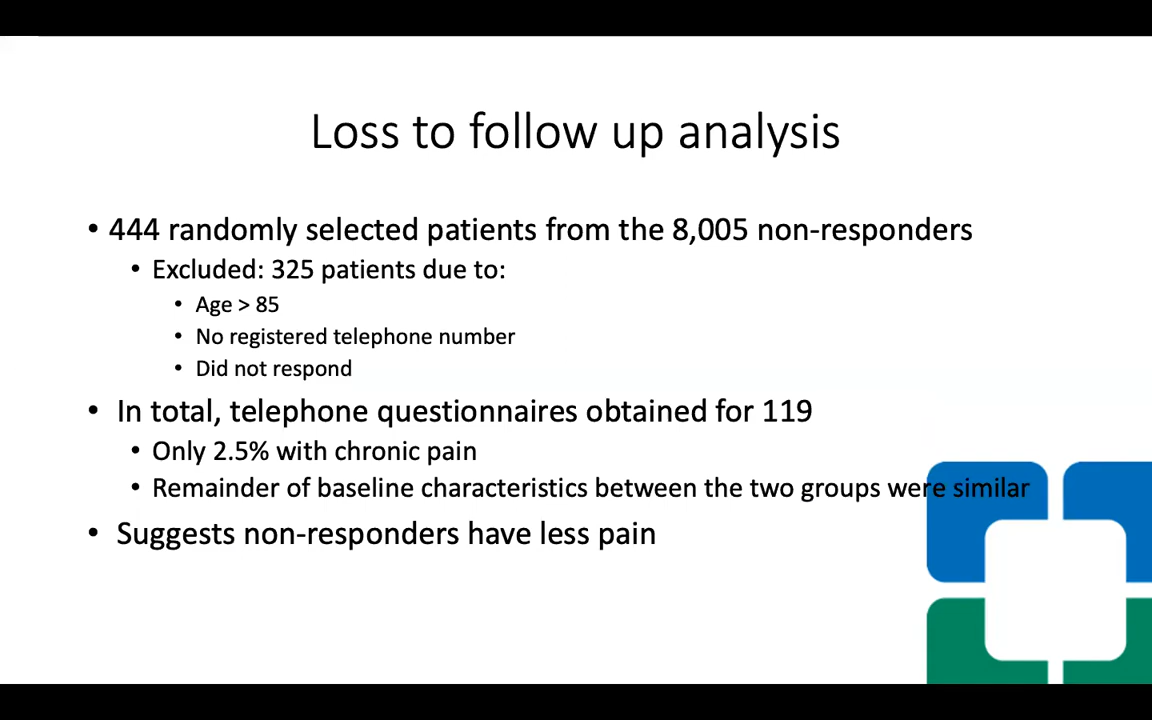 Loss to follow up analysis
• 444 randomly selected patients from the 8,005 non-responders
• Excluded: 325 patients due to:
• Age > 85
• No registered telephone number
• Did not respond
• In total, telephone questionnaires obtained for 119
• Only 2.5% with chronic pain
• Remainder of baseline characteristics between the two groups were similar
• Suggests non-responders have less pain